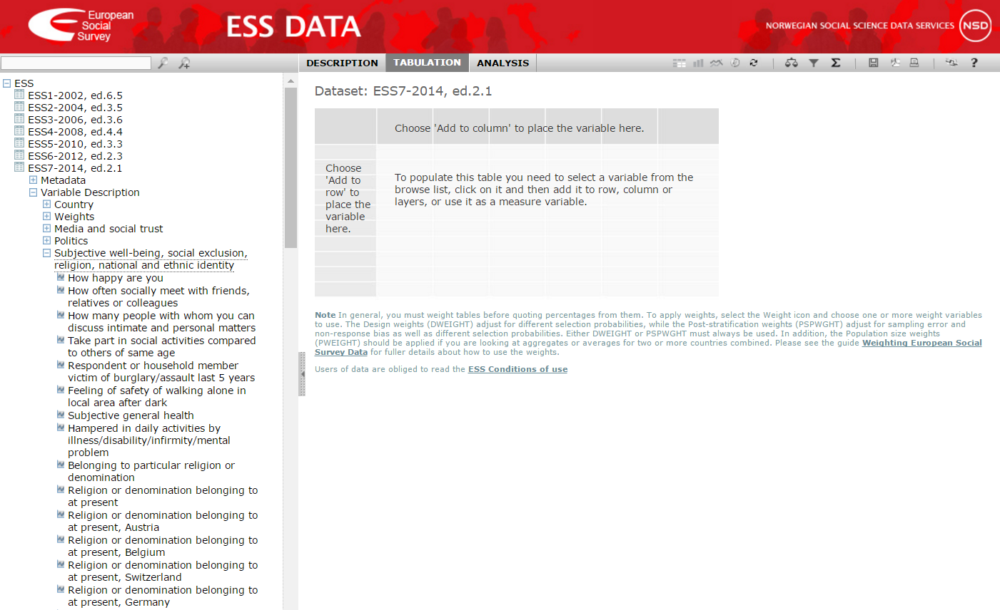 European
Social
Survey
ESS DATA
NORWEGIAN SOCIAL SCIENCE DATA SERVICES NSD
DESCRIPTION TABULATION ANALYSIS
Σ ?
ESS
ESS1-2002, ed.6.5
ESS2-2004, ed.3.5
ESS3-2006, ed.3.6
ESS4-2008, ed.4.4
ESS5-2010, ed.3.3
ESS6-2012, ed.2.3
ESS7-2014, ed.2.1
Metadata
Variable Description
Country
Weights
Media and social trust
Politics
Subjective well-being, social exclusion,
religion, national and ethnic identity
How happy are you
How often socially meet with friends,
relatives or colleagues
How many people with whom you can
discuss intimate and personal matters
Take part in social activities compared
to others of same age
Respondent or household member
victim of burglary/assault last 5 years
Feeling of safety of walking alone in
local area after dark
Subjective general health
Hampered in daily activities by
illness/disability/infirmity/mental
problem
Belonging to particular religion or
denomination
Religion or denomination belonging to
at present
Religion or denomination belonging to
at present, Austria
Religion or denomination belonging to
at present, Belgium
Religion or denomination belonging to
at present, Switzerland
Religion or denomination belonging to
at present, Germany
Dataset: ESS7-2014, ed.2.1
Choose 'Add to column' to place the variable here.
Choose
'Add to
row' to
place the
variable
here.
To populate this table you need to select a variable from the
browse list, click on it and then add it to row, column or
layers, or use it as a measure variable.
Note In general, you must weight tables before quoting percentages from them. To apply weights, select the Weight icon and choose one or more weight variables
to use. The Design weights (DWEIGHT) adjust for different selection probabilities, while the Post-stratification weights (PSPWGHT) adjust for sampling error and
non-response bias as well as different selection probabilities. Either DWEIGHT or PSPWGHT must always be used. In addition, the Population size weights
(PWEIGHT) should be applied if you are looking at aggregates or averages for two or more countries combined. Please see the guide Weighting European Social
Survey Data for fuller details about how to use the weights.
Users of data are obliged to read the ESS Conditions of use